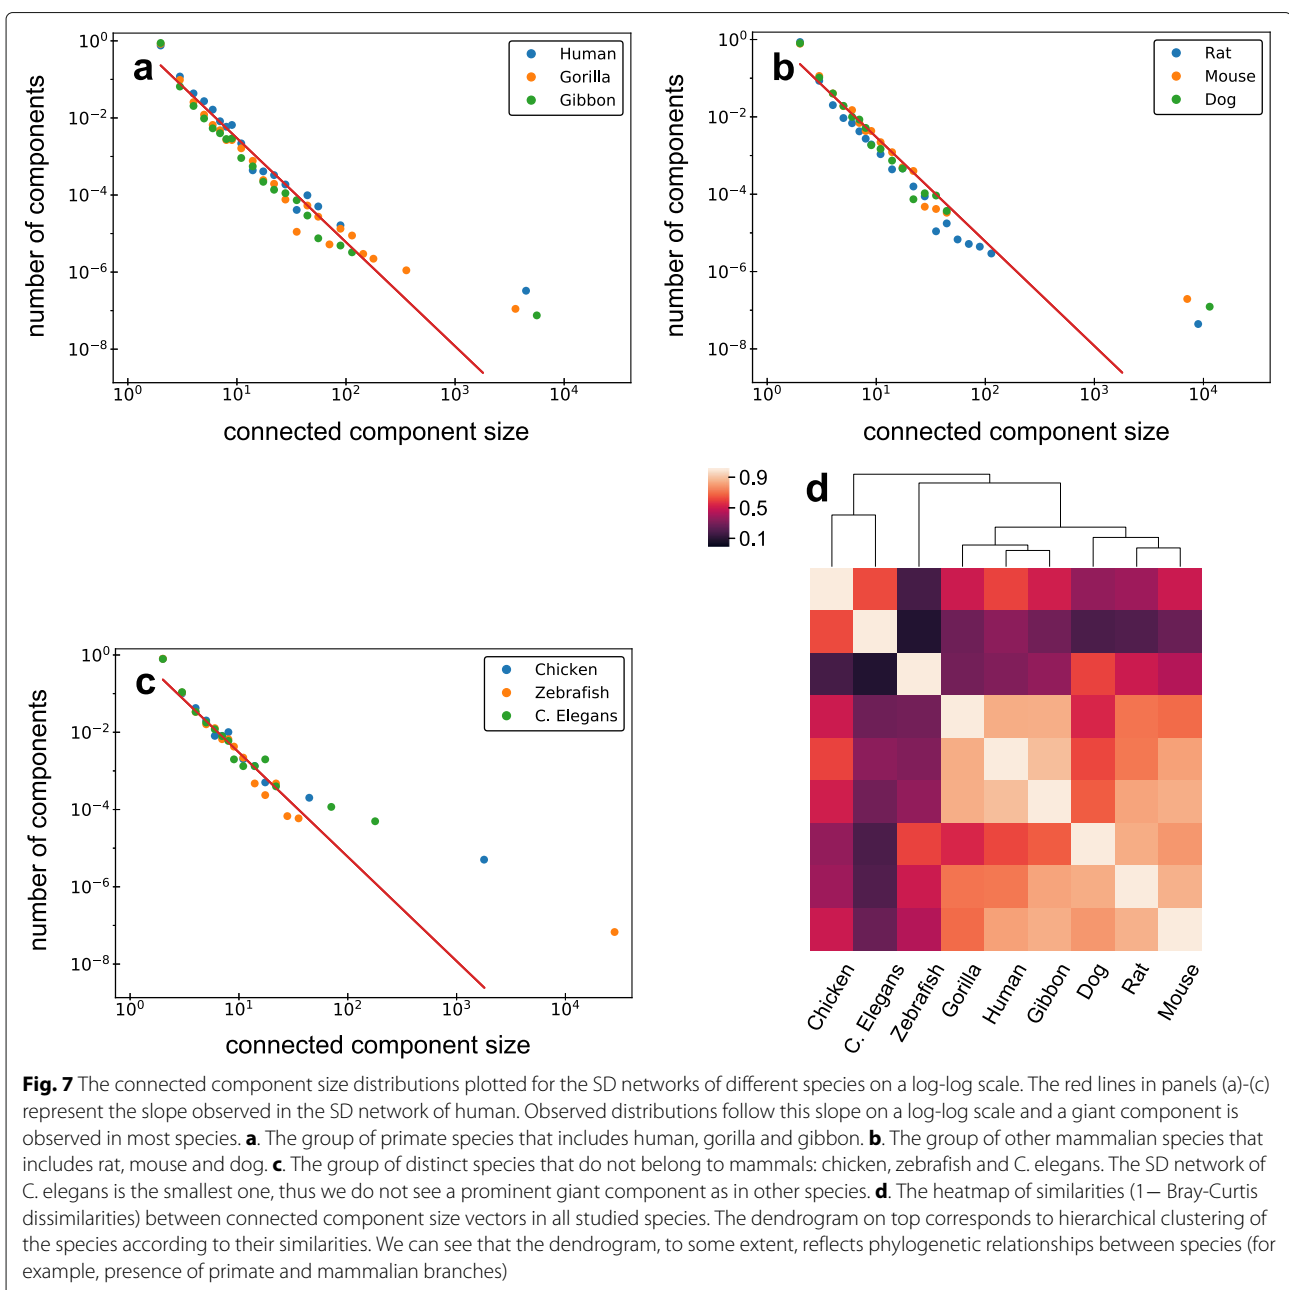 a
Human
Gorilla
Gibbon
10^0
10^-2
10^-4
10^-6
10^-8
10^0 10^1 10^2 10^3 10^4
number of components
connected component size
b
Rat
Mouse
Dog
10^0
10^-2
10^-4
10^-6
10^-8
10^0 10^1 10^2 10^3 10^4
number of components
connected component size
c
Chicken
Zebrafish
C. Elegans
10^0
10^-2
10^-4
10^-6
10^-8
10^0 10^1 10^2 10^3 10^4
number of components
connected component size
d
0.9
0.5
0.1
Chicken
C. Elegans
Zebrafish
Gorilla
Human
Gibbon
Dog
Rat
Mouse
Fig. 7 The connected component size distributions plotted for the SD networks of different species on a log-log scale. The red lines in panels (a)-(c)
represent the slope observed in the SD network of human. Observed distributions follow this slope on a log-log scale and a giant component is
observed in most species. a. The group of primate species that includes human, gorilla and gibbon. b. The group of other mammalian species that
includes rat, mouse and dog. c. The group of distinct species that do not belong to mammals: chicken, zebrafish and C. elegans. The SD network of
C. elegans is the smallest one, thus we do not see a prominent giant component as in other species. d. The heatmap of similarities (1− Bray-Curtis
dissimilarities) between connected component size vectors in all studied species. The dendrogram on top corresponds to hierarchical clustering of
the species according to their similarities. We can see that the dendrogram, to some extent, reflects phylogenetic relationships between species (for
example, presence of primate and mammalian branches)